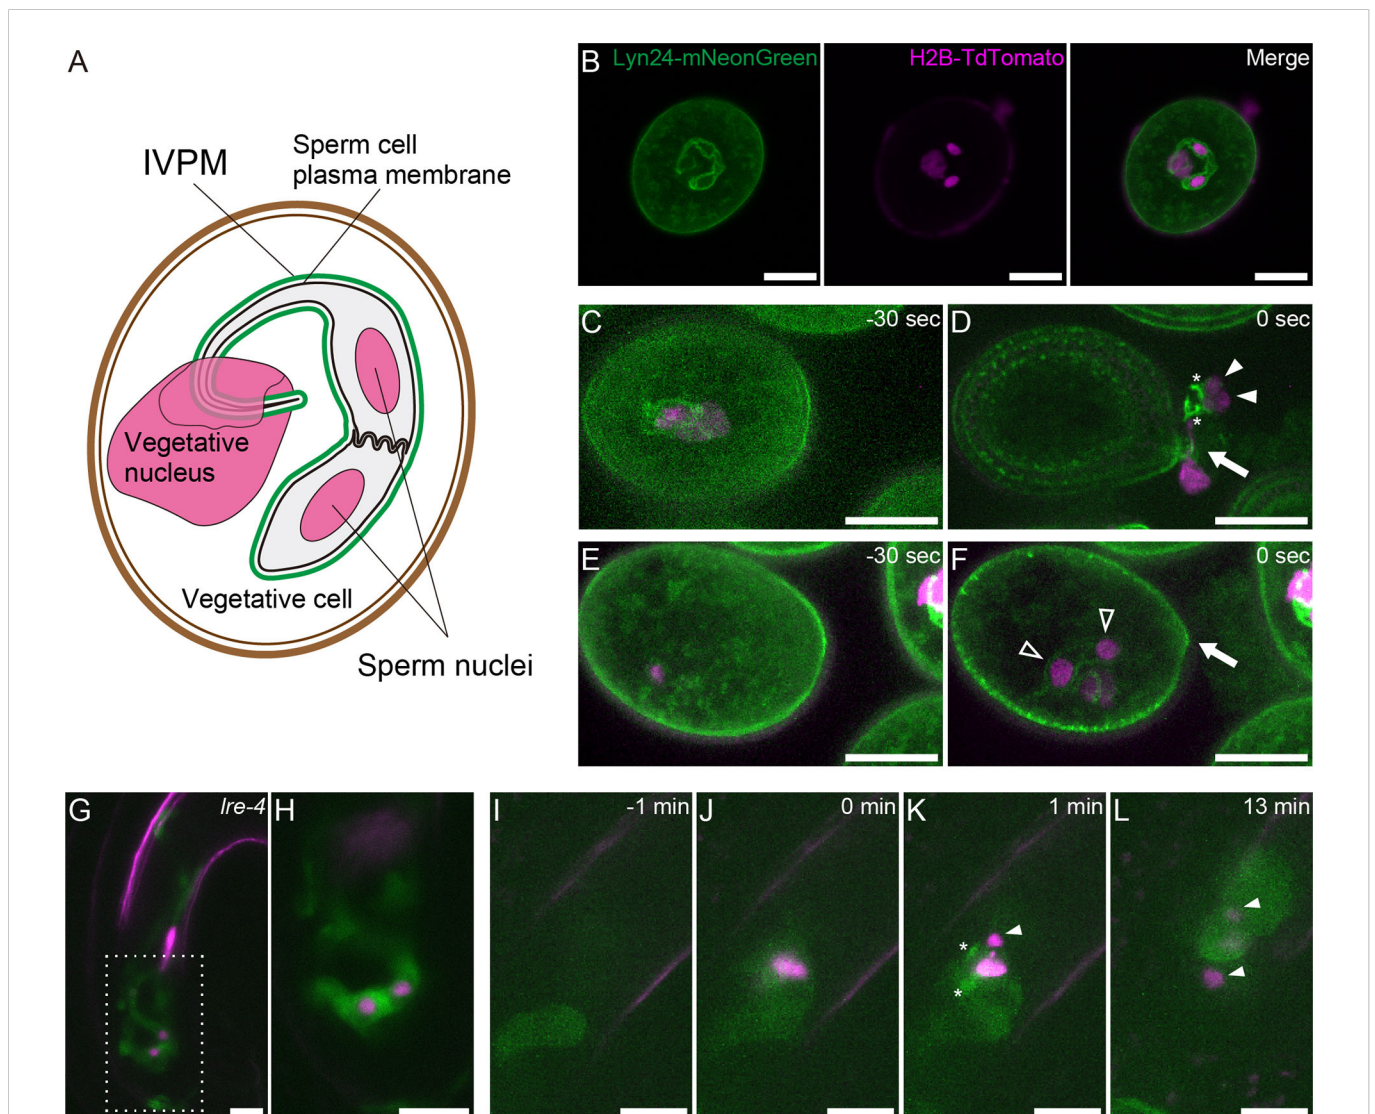 A
IVPM
Sperm cell
plasma membrane
Vegetative
nucleus
Vegetative cell
Sperm nuclei
B Lyn24-mNeonGreen H2B-TdTomato Merge
C -30 sec D 0 sec
* 
*
E -30 sec F 0 sec
G lre-4 H I -1 min J 0 min K 1 min L 13 min
*
*